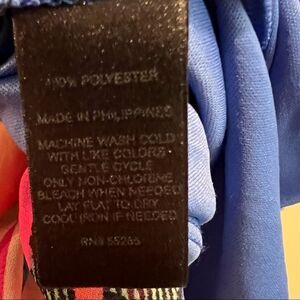 100% POLYESTER
MADE IN PHILIPPINES
MACHINE WASH COLD
WITH LIKE COLORS
GENTLE CYCLE
ONLY NON-CHLORINE
BLEACH WHEN NEEDED
LAY FLAT TO DRY
COOL IRON IF NEEDED
RN# 55285